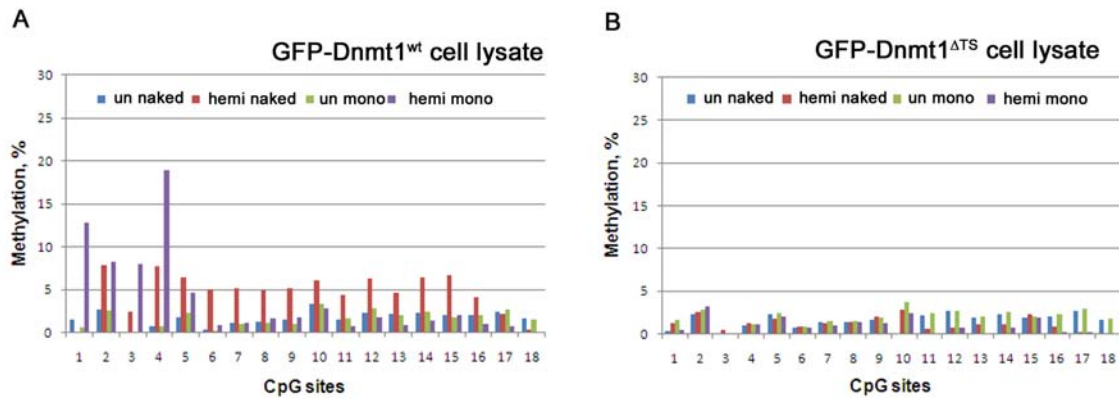 A
GFP-Dnmt1wt cell lysate
un naked hemi naked un mono hemi mono
Methylation, %
30
25
20
15
10
5
0
1 2 3 4 5 6 7 8 9 10 11 12 13 14 15 16 17 18
CpG sites
B
GFP-Dnmt1ΔTS cell lysate
un naked hemi naked un mono hemi mono
Methylation, %
30
25
20
15
10
5
0
1 2 3 4 5 6 7 8 9 10 11 12 13 14 15 16 17 18
CpG sites